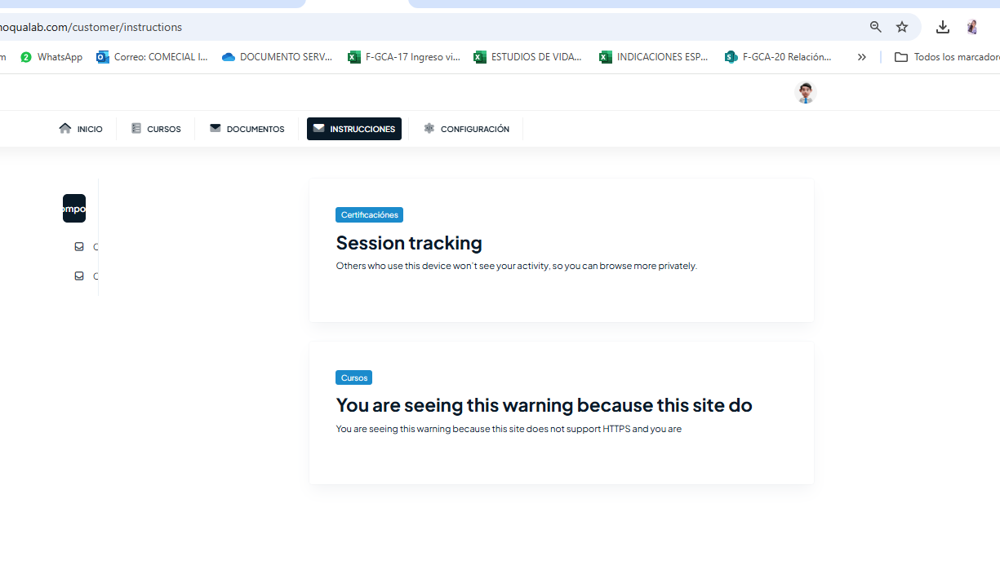 noqualab.com/customer/instructions
WhatsApp
Correo: COMECIAL I...
DOCUMENTO SERV...
F-GCA-17 Ingreso vi...
ESTUDIOS DE VIDA...
INDICACIONES ESP...
F-GCA-20 Relación...
Todos los marcador
INICIO
CURSOS
DOCUMENTOS
INSTRUCCIONES
CONFIGURACIÓN
ompo
Certificaciónes
Session tracking
Others who use this device won't see your activity, so you can browse more privately.
Cursos
You are seeing this warning because this site do
You are seeing this warning because this site does not support HTTPS and you are